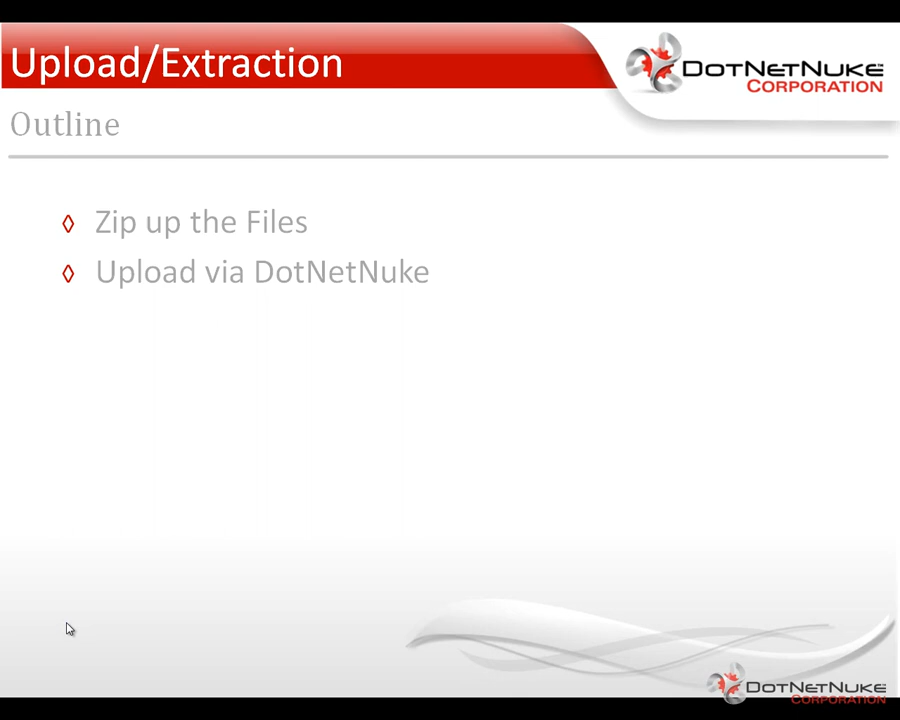 Upload/Extraction
DotNetNuke
Corporation
Outline
Zip up the Files
Upload via DotNetNuke
DotNetNuke
Corporation